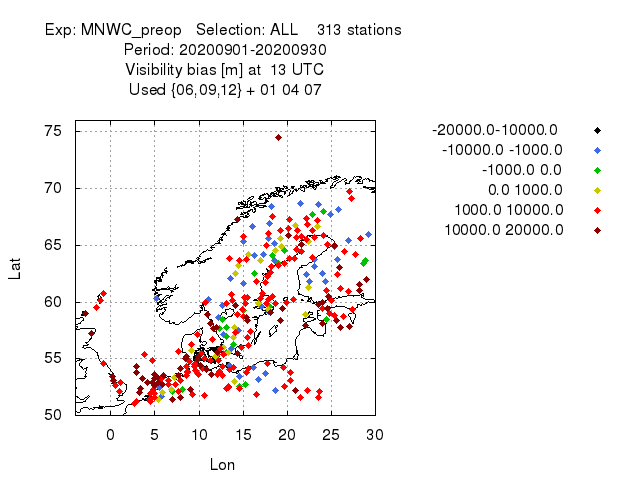 Exp: MNWC_preop Selection: ALL 313 stations
Period: 20200901-20200930
Visibility bias [m] at 13 UTC
Used {06,09,12} + 01 04 07
-20000.0-10000.0
-10000.0 -1000.0
-1000.0 0.0
0.0 1000.0
1000.0 10000.0
10000.0 20000.0
75
70
65
60
55
50
Lat
0 5 10 15 20 25 30
Lon